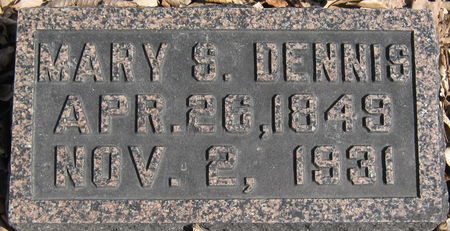 MARY S. DENNIS
APR. 26, 1849
NOV. 2, 1931